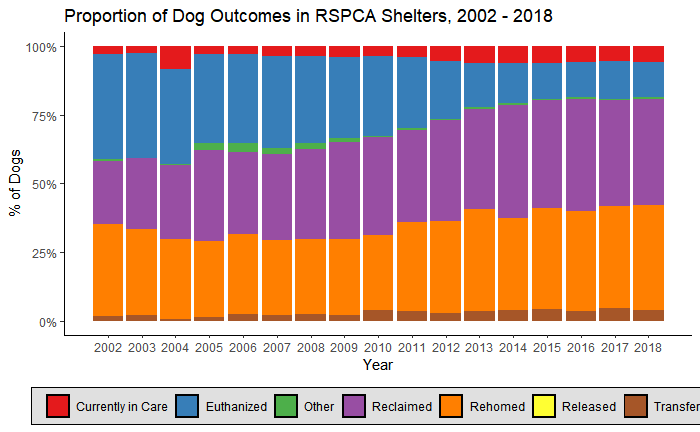 Proportion of Dog Outcomes in RSPCA Shelters, 2002 - 2018
100%
75%
50%
25%
0%
% of Dogs
2002 2003 2004 2005 2006 2007 2008 2009 2010 2011 2012 2013 2014 2015 2016 2017 2018
Year
Currently in Care Euthanized Other Reclaimed Rehomed Released Transfer